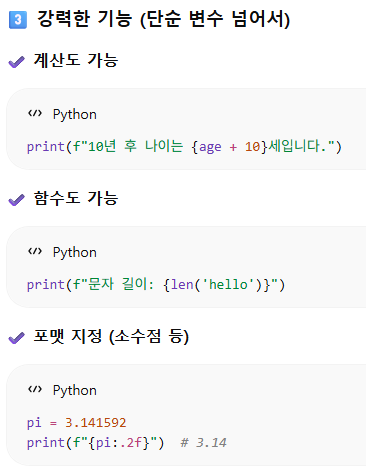 3 강력한 기능 (단순 변수 넘어서)
✔ 계산도 가능
</> Python
print(f"10년 후 나이는 {age + 10}세입니다.")
✔ 함수도 가능
</> Python
print(f"문자 길이: {len('hello')}")
✔ 포맷 지정 (소수점 등)
</> Python
pi = 3.141592
print(f"{pi:.2f}")  # 3.14